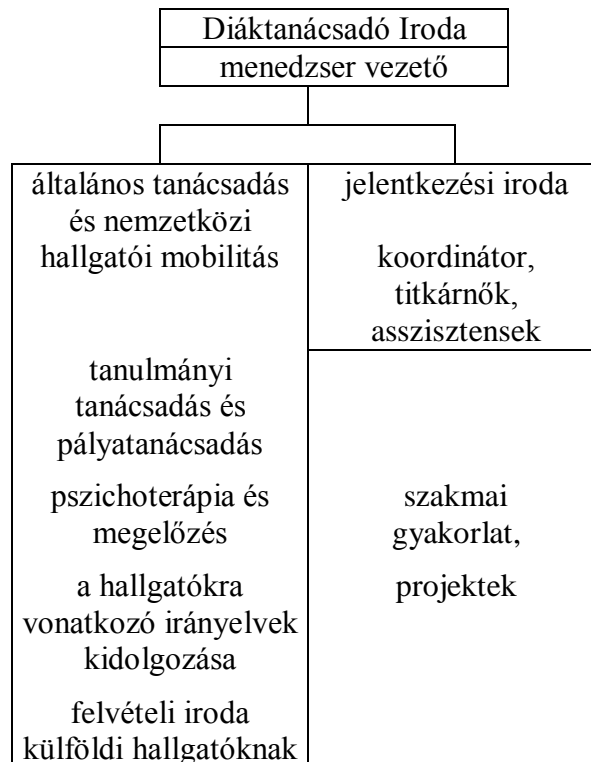 Diáktanácsadó Iroda
menedzser vezető
általános tanácsadás
és nemzetközi
hallgatói mobilitás
tanulmányi
tanácsadás és
pályatanácsadás
pszichoterápia és
megelőzés
a hallgatókra
vonatkozó irányelvek
kidolgozása
felvételi iroda
külföldi hallgatóknak
jelentkezési iroda
koordinátor,
titkárnők,
asszisztensek
szakmai
gyakorlat,
projektek